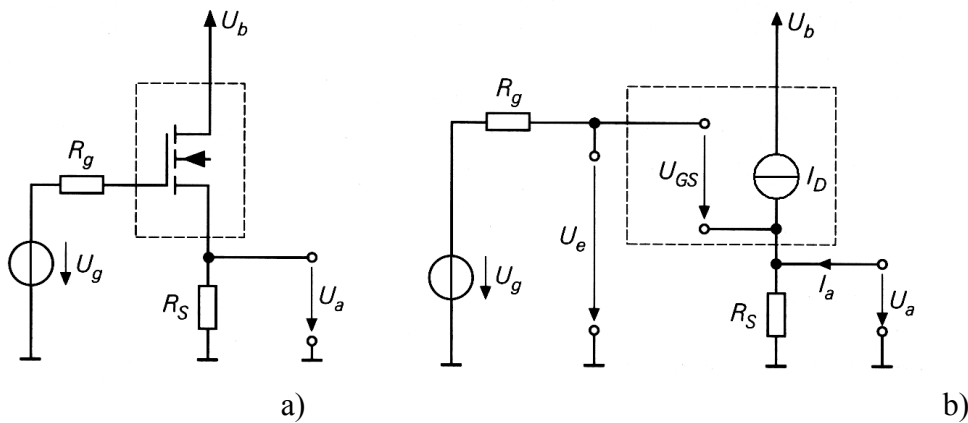 U_b
R_g
U_g
R_S
U_a
a)
U_b
R_g
U_GS
I_D
U_e
U_g
I_a
R_S
U_a
b)